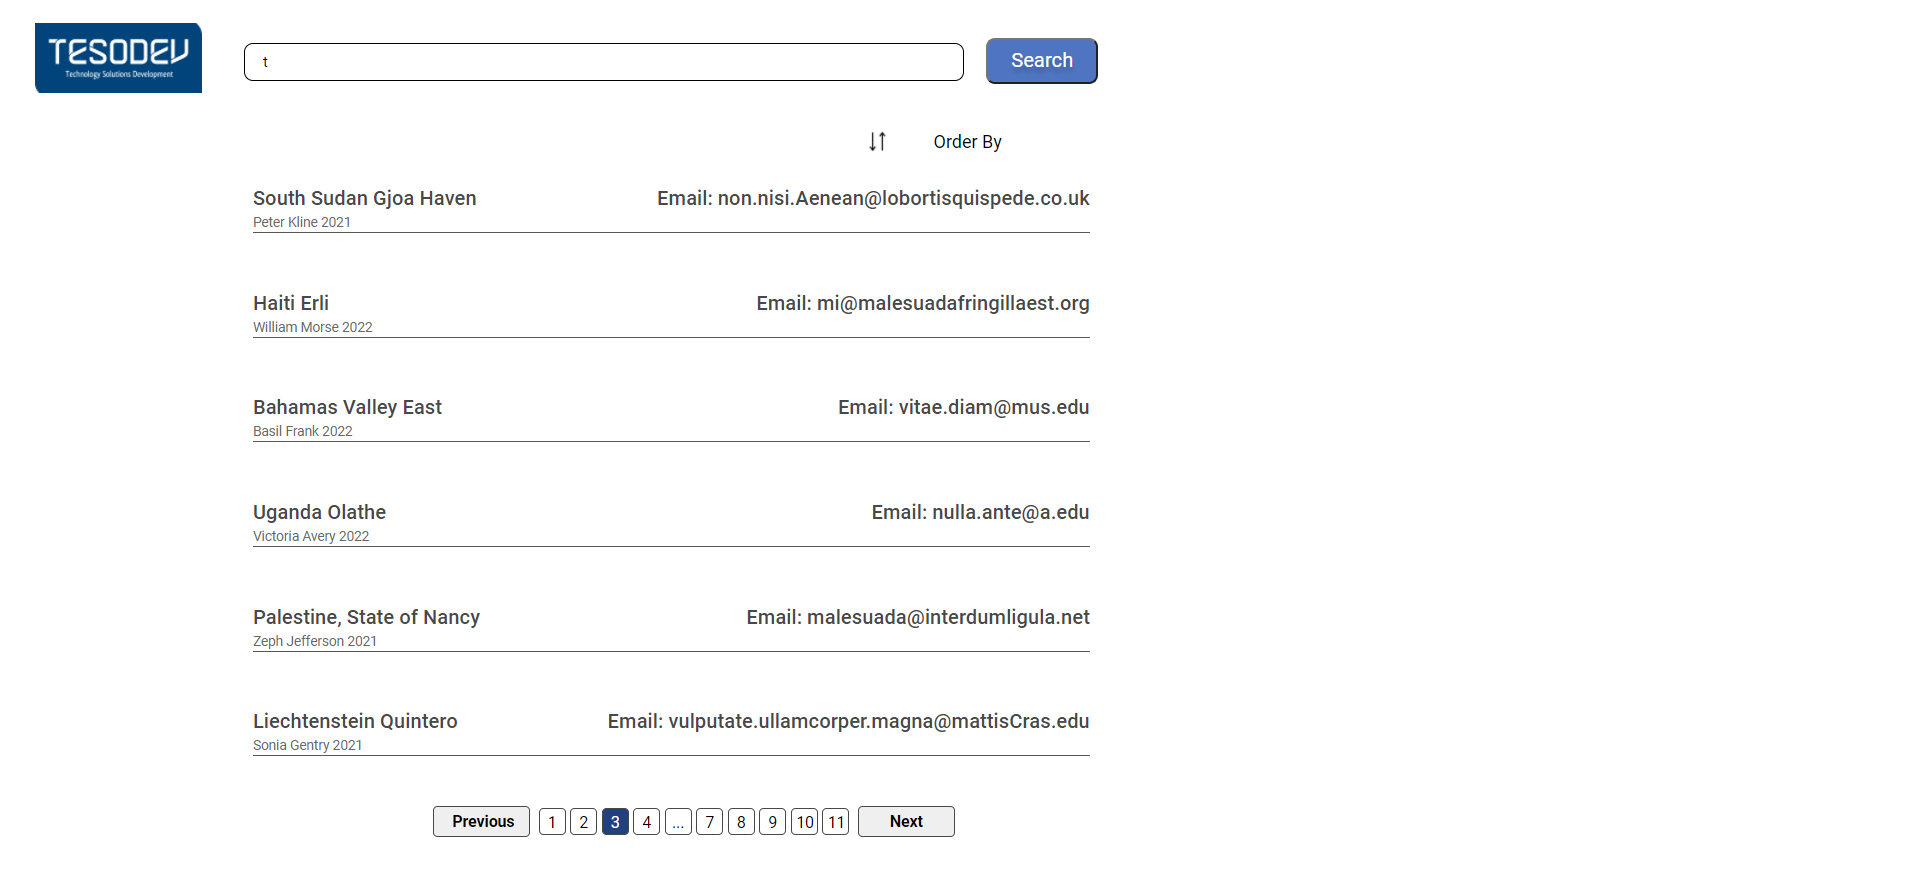 TESODEV
Technology Solutions Development
t
Search
Order By
South Sudan Gjoa Haven
Email: non.nisi.Aenean@lobortisquispede.co.uk
Peter Kline 2021
Haiti Erli
Email: mi@malesuadafringillaest.org
William Morse 2022
Bahamas Valley East
Email: vitae.diam@mus.edu
Basil Frank 2022
Uganda Olathe
Email: nulla.ante@a.edu
Victoria Avery 2022
Palestine, State of Nancy
Email: malesuada@interdumligula.net
Zeph Jefferson 2021
Liechtenstein Quintero
Email: vulputate.ullamcorper.magna@mattisCras.edu
Sonia Gentry 2021
Previous 1 2 3 4 ... 7 8 9 10 11 Next